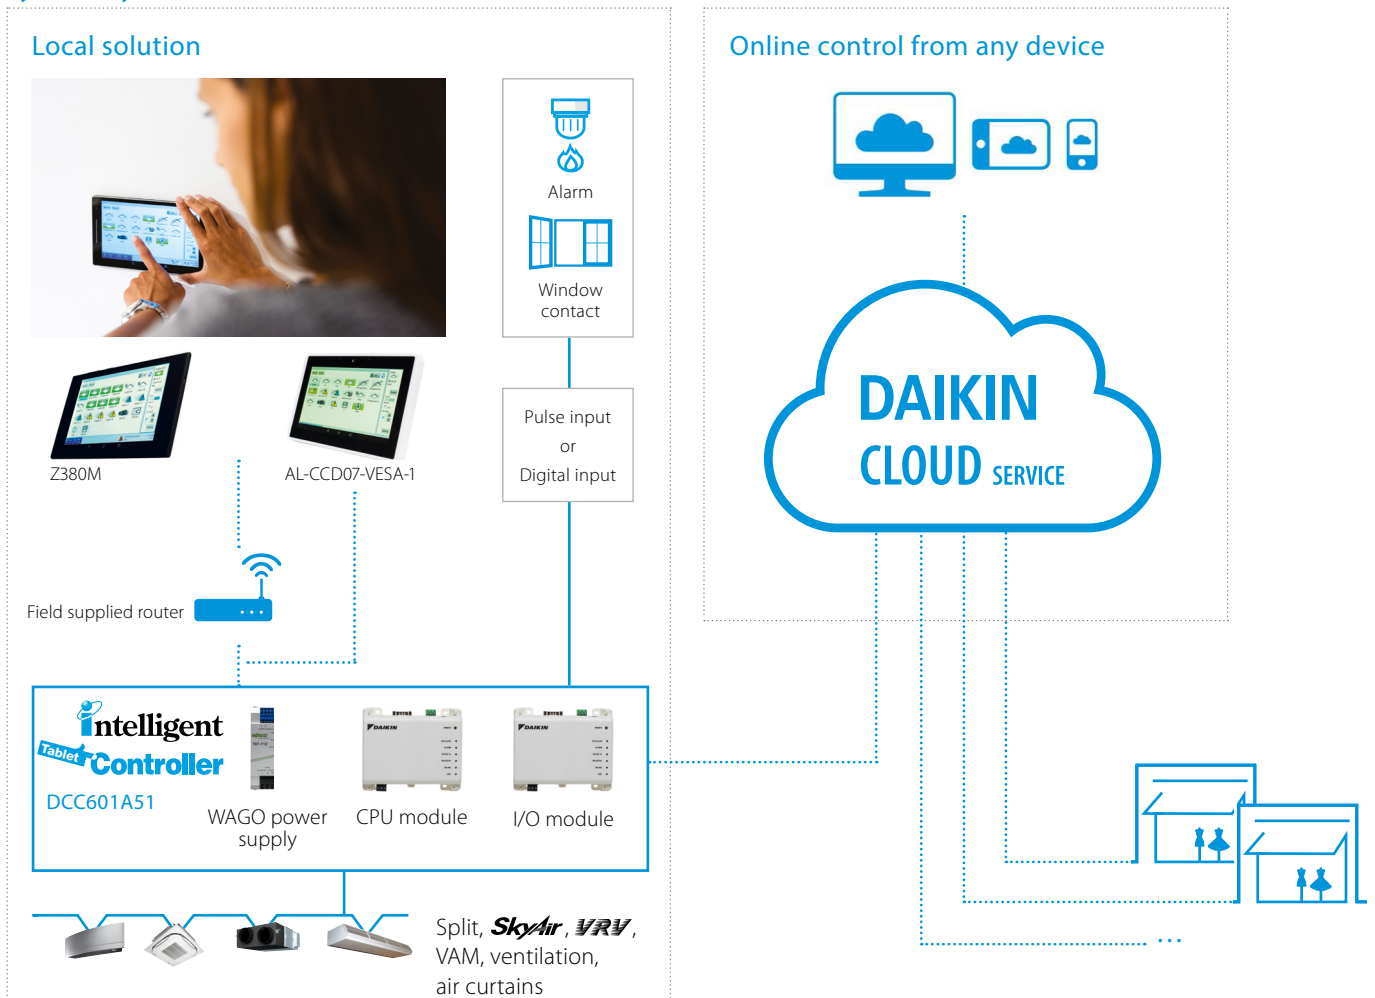 Local solution
Online control from any device
Alarm
Window
contact
Pulse input
or
Digital input
Z380M
AL-CCD07-VESA-1
DAIKIN
CLOUD SERVICE
Field supplied router
intelligent
Tablet Controller
DCC601A51
DAIKIN
DAIKIN
WAGO power
supply
CPU module
I/O module
Split, SkyAir, VRV,
VAM, ventilation,
air curtains
...